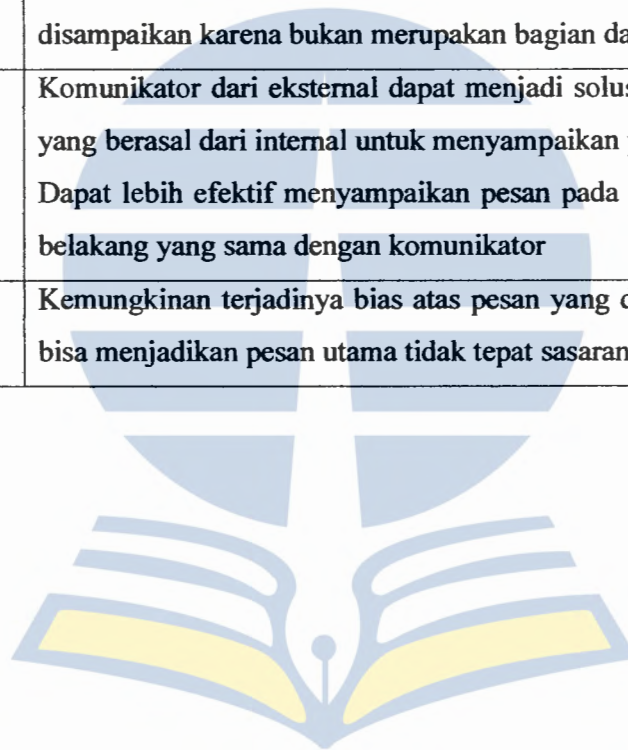 disampaikan karena bukan merupakan bagian da
Komunikator dari eksternal dapat menjadi solus
yang berasal dari internal untuk menyampaikan
Dapat lebih efektif menyampaikan pesan pada
belakang yang sama dengan komunikator
Kemungkinan terjadinya bias atas pesan yang
bisa menjadikan pesan utama tidak tepat sasaran